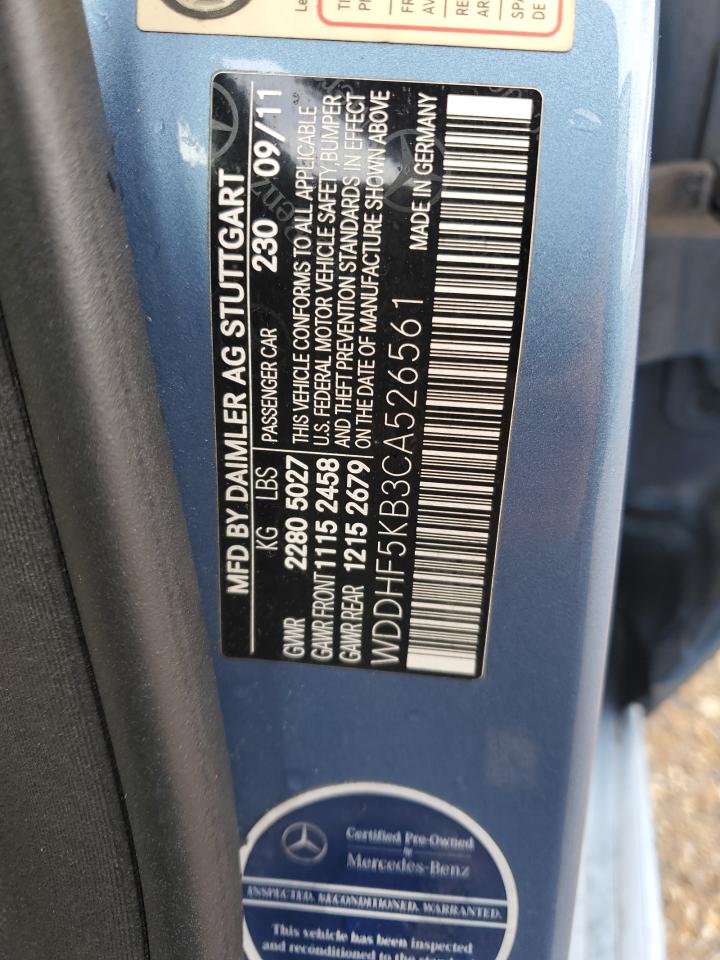 MFD BY DAIMLER AG STUTTGART
KG LBS PASSENGER CAR 230 09/11
GVWR 2280 5027 THIS VEHICLE CONFORMS TO ALL APPLICABLE
GAWR FRONT 1115 2458 U.S. FEDERAL MOTOR VEHICLE SAFETY, BUMPER,
GAWR REAR 1215 2679 AND THEFT PREVENTION STANDARDS IN EFFECT
ON THE DATE OF MANUFACTURE SHOWN ABOVE
WDDHF5KB3CA526561 MADE IN GERMANY
Certified Pre-Owned
by
Mercedes-Benz
INSPECTED. RECONDITIONED. WARRANTED.
This vehicle has been inspected
and reconditioned to the